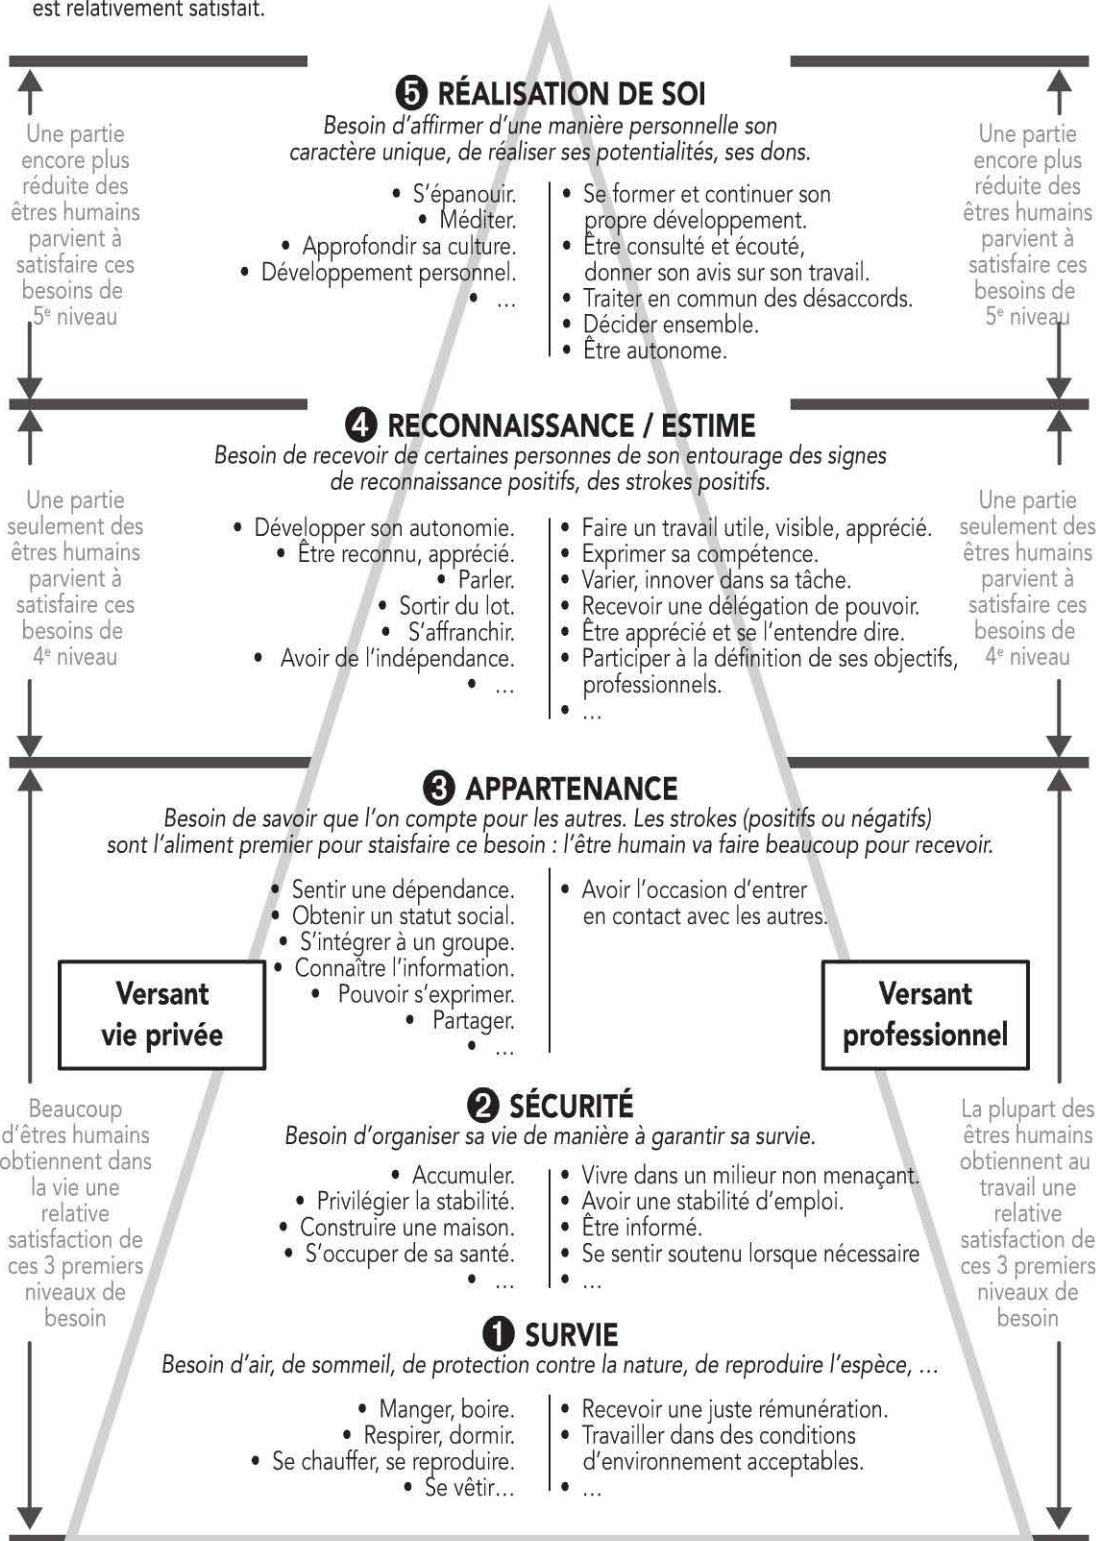 est relativement satisfait.
❺ RÉALISATION DE SOI
Besoin d'affirmer d'une manière personnelle son
caractère unique, de réaliser ses potentialités, ses dons.
Une partie
encore plus
réduite des
êtres humains
parvient à
satisfaire ces
besoins de
5e niveau
• S'épanouir.
• Méditer.
• Approfondir sa culture.
• Développement personnel.
• …
• Se former et continuer son
propre développement.
• Être consulté et écouté,
donner son avis sur son travail.
• Traiter en commun des désaccords.
• Décider ensemble.
• Être autonome.
Une partie
encore plus
réduite des
êtres humains
parvient à
satisfaire ces
besoins de
5e niveau
❹ RECONNAISSANCE / ESTIME
Besoin de recevoir de certaines personnes de son entourage des signes
de reconnaissance positifs, des strokes positifs.
Une partie
seulement des
êtres humains
parvient à
satisfaire ces
besoins de
4e niveau
• Développer son autonomie.
• Être reconnu, apprécié.
• Parler.
• Sortir du lot.
• S'affranchir.
• Avoir de l'indépendance.
• …
• Faire un travail utile, visible, apprécié.
• Exprimer sa compétence.
• Varier, innover dans sa tâche.
• Recevoir une délégation de pouvoir.
• Être apprécié et se l'entendre dire.
• Participer à la définition de ses objectifs,
professionnels.
• …
Une partie
seulement des
êtres humains
parvient à
satisfaire ces
besoins de
4e niveau
❸ APPARTENANCE
Besoin de savoir que l'on compte pour les autres. Les strokes (positifs ou négatifs)
sont l'aliment premier pour staisfaire ce besoin : l'être humain va faire beaucoup pour recevoir.
• Sentir une dépendance.
• Obtenir un statut social.
• S'intégrer à un groupe.
• Connaître l'information.
• Pouvoir s'exprimer.
• Partager.
• …
• Avoir l'occasion d'entrer
en contact avec les autres.
Versant
vie privée
Versant
professionnel
❷ SÉCURITÉ
Besoin d'organiser sa vie de manière à garantir sa survie.
Beaucoup
d'êtres humains
obtiennent dans
la vie une
relative
satisfaction de
ces 3 premiers
niveaux de
besoin
• Accumuler.
• Privilégier la stabilité.
• Construire une maison.
• S'occuper de sa santé.
• …
• Vivre dans un milieur non menaçant.
• Avoir une stabilité d'emploi.
• Être informé.
• Se sentir soutenu lorsque nécessaire
• …
La plupart des
êtres humains
obtiennent au
travail une
relative
satisfaction de
ces 3 premiers
niveaux de
besoin
❶ SURVIE
Besoin d'air, de sommeil, de protection contre la nature, de reproduire l'espèce, …
• Manger, boire.
• Respirer, dormir.
• Se chauffer, se reproduire.
• Se vêtir…
• Recevoir une juste rémunération.
• Travailler dans des conditions
d'environnement acceptables.
• …